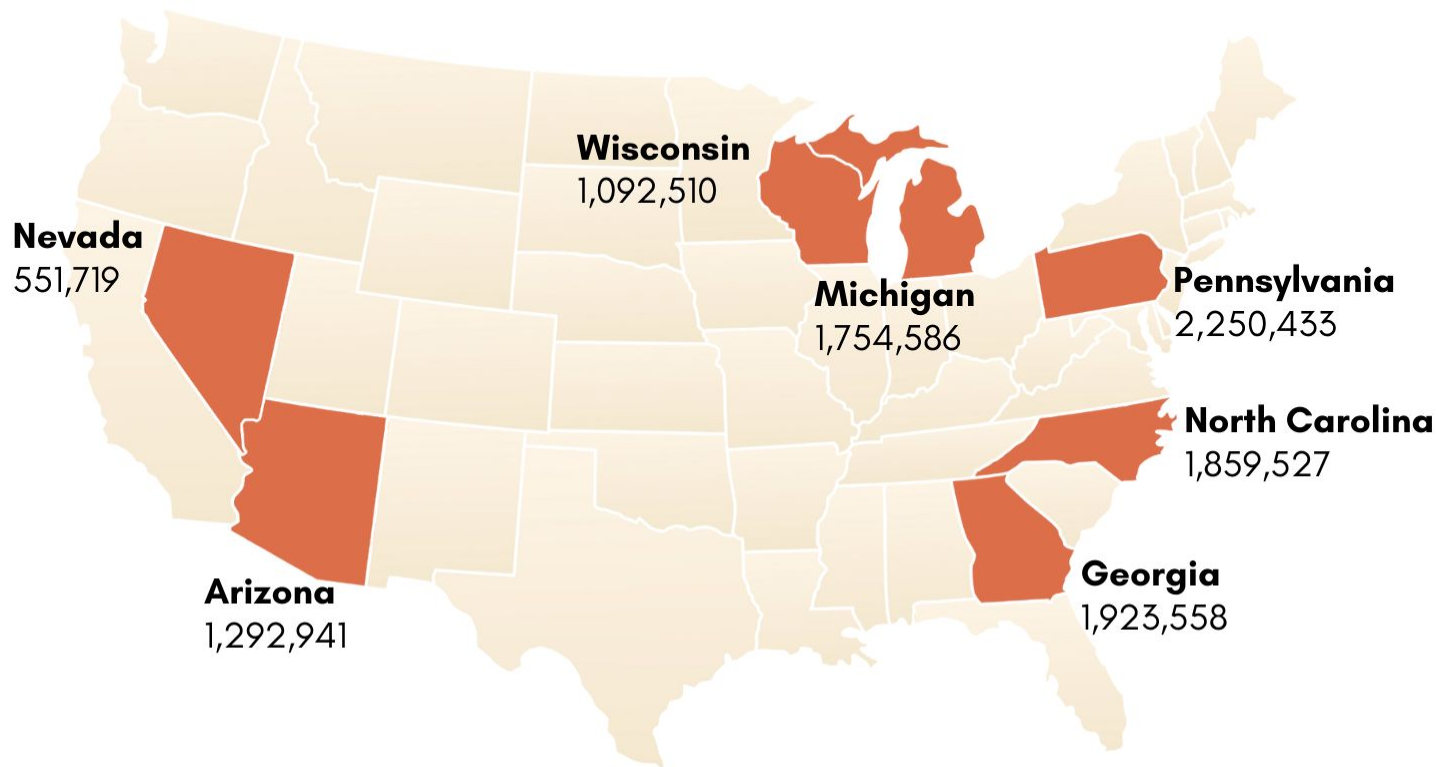 Wisconsin
1,092,510
Nevada
551,719
Michigan
1,754,586
Pennsylvania
2,250,433
North Carolina
1,859,527
Arizona
1,292,941
Georgia
1,923,558